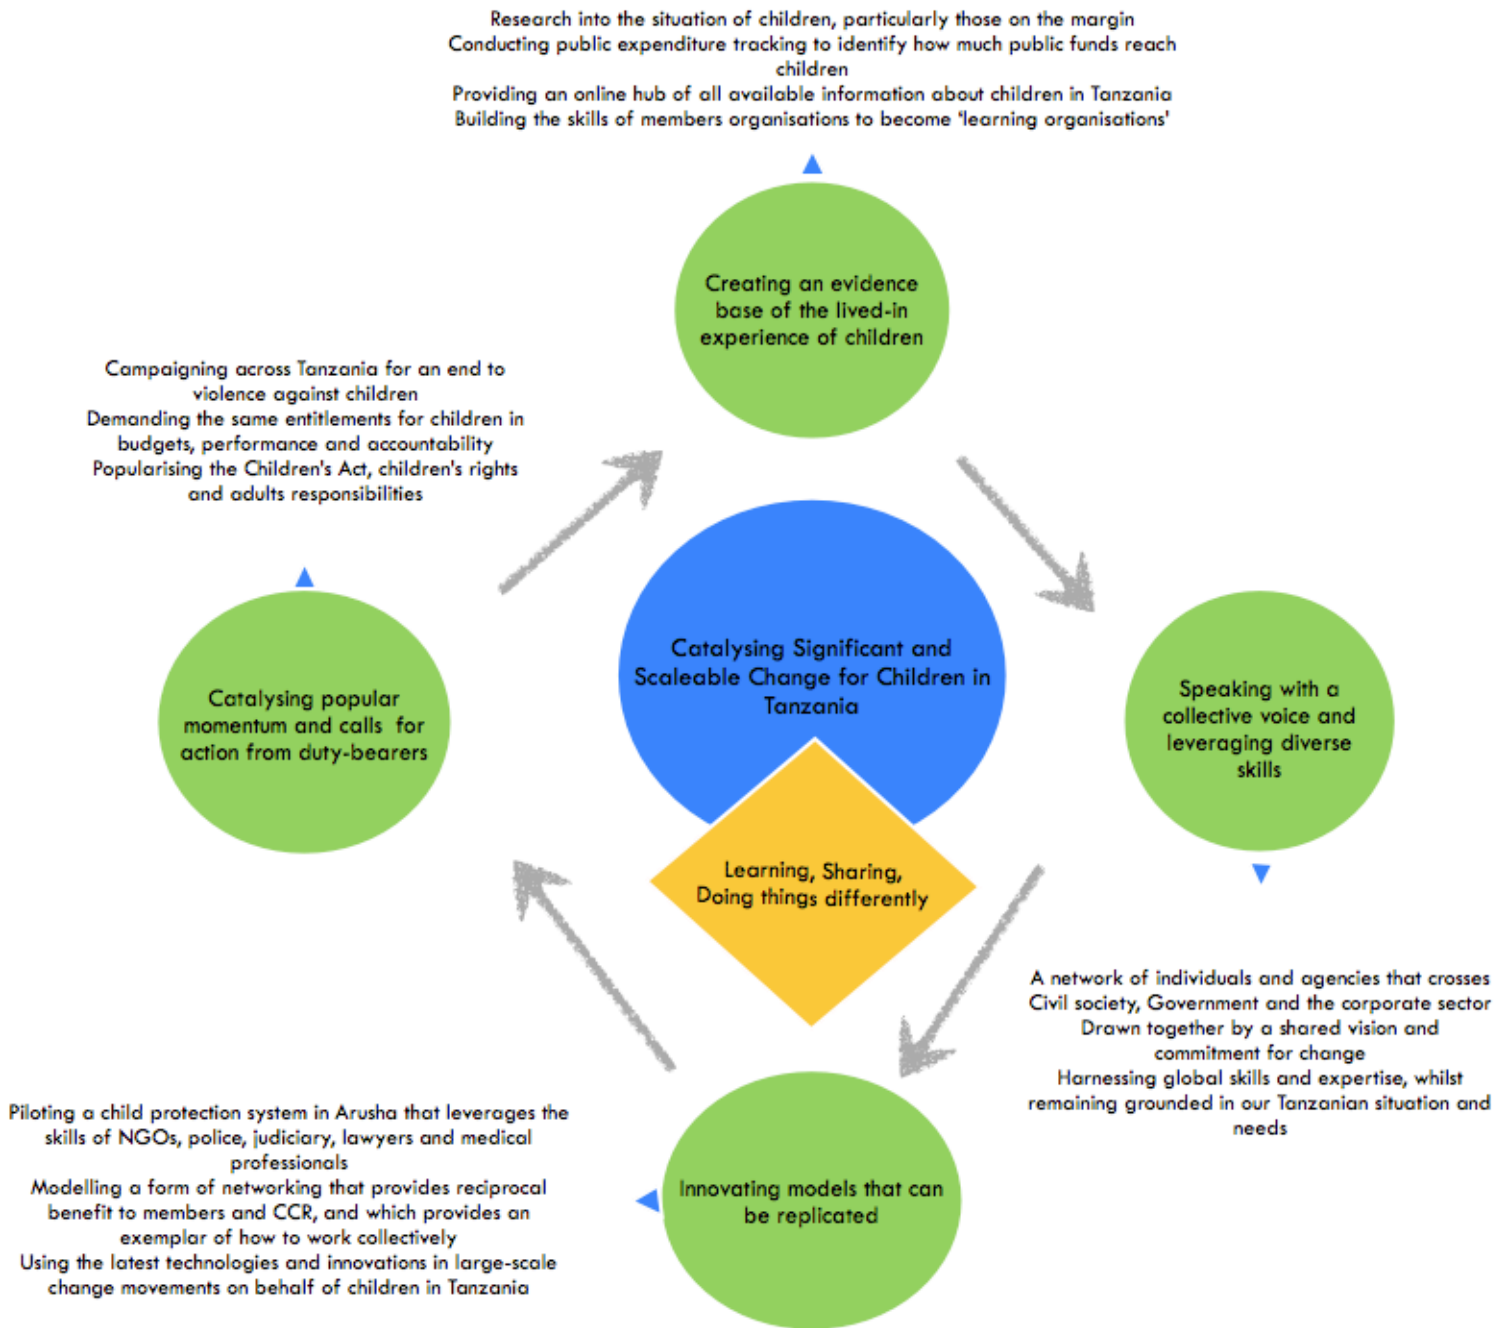 Research into the situation of children, particularly those on the margin
Conducting public expenditure tracking to identify how much public funds reach
children
Providing an online hub of all available information about children in Tanzania
Building the skills of members organisations to become 'learning organisations'
Creating an evidence
base of the lived-in
experience of children
Campaigning across Tanzania for an end to
violence against children
Demanding the same entitlements for children in
budgets, performance and accountability
Popularising the Children's Act, children's rights
and adults responsibilities
Catalysing popular
momentum and calls for
action from duty-bearers
Catalysing Significant and
Scaleable Change for Children in
Tanzania
Speaking with a
collective voice and
leveraging diverse
skills
Learning, Sharing,
Doing things differently
A network of individuals and agencies that crosses
Civil society, Government and the corporate sector
Drawn together by a shared vision and
commitment for change
Harnessing global skills and expertise, whilst
remaining grounded in our Tanzanian situation and
needs
Piloting a child protection system in Arusha that leverages the
skills of NGOs, police, judiciary, lawyers and medical
professionals
Modelling a form of networking that provides reciprocal
benefit to members and CCR, and which provides an
exemplar of how to work collectively
Using the latest technologies and innovations in large-scale
change movements on behalf of children in Tanzania
Innovating models that can
be replicated